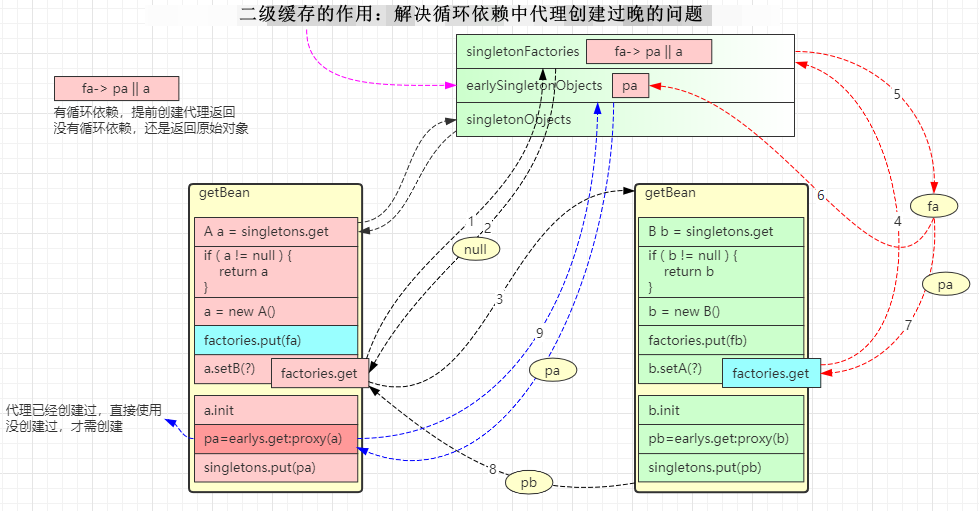 二级缓存的作用：解决循环依赖中代理创建过晚的问题
singletonFactories
fa-> pa || a
earlySingletonObjects
pa
singletonObjects
fa-> pa || a
有循环依赖，提前创建代理返回
没有循环依赖，还是返回原始对象
5
getBean
A a = singletons.get
if ( a != null ) {
return a
}
a = new A()
factories.put(fa)
a.setB(?)
factories.get
a.init
pa=earlys.get:proxy(a)
singletons.put(pa)
代理已经创建过，直接使用
没创建过，才需创建
1
2
null
3
9
pa
8
pb
getBean
B b = singletons.get
if ( b != null ) {
return b
}
b = new B()
factories.put(fb)
b.setA(?)
factories.get
b.init
pb=earlys.get:proxy(b)
singletons.put(pb)
6
4
fa
pa
7